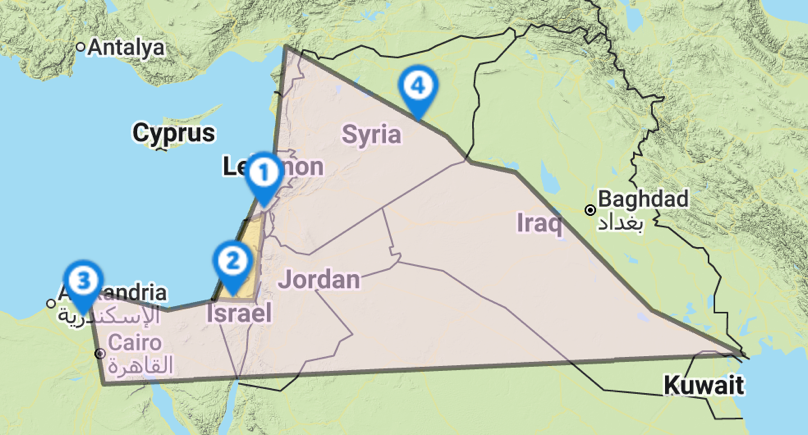 Antalya
4
Cyprus
Syria
Lebanon
1
Baghdad
بغداد
Iraq
2
Jordan
3
Alexandria
الإسكندرية
Israel
Cairo
القاهرة
Kuwait